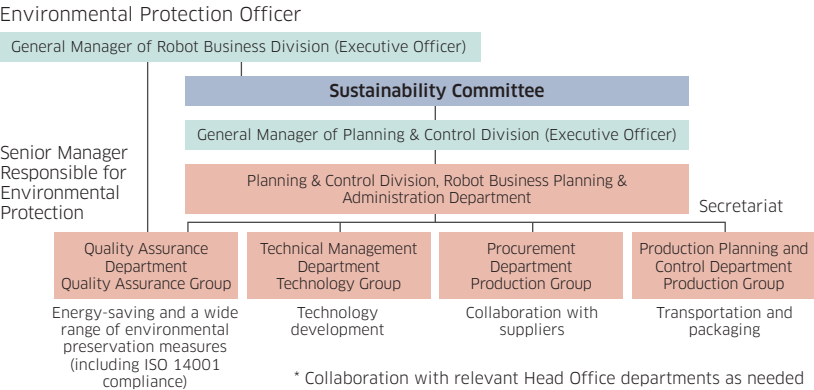 Environmental Protection Officer
General Manager of Robot Business Division (Executive Officer)
Sustainability Committee
General Manager of Planning & Control Division (Executive Officer)
Senior Manager
Responsible for
Environmental
Protection
Planning & Control Division, Robot Business Planning &
Administration Department
Secretariat
Quality Assurance
Department
Quality Assurance Group
Energy-saving and a wide
range of environmental
preservation measures
(including ISO 14001
compliance)
Technical Management
Department
Technology Group
Technology
development
Procurement
Department
Production Group
Collaboration with
suppliers
Production Planning and
Control Department
Production Group
Transportation and
packaging
* Collaboration with relevant Head Office departments as needed